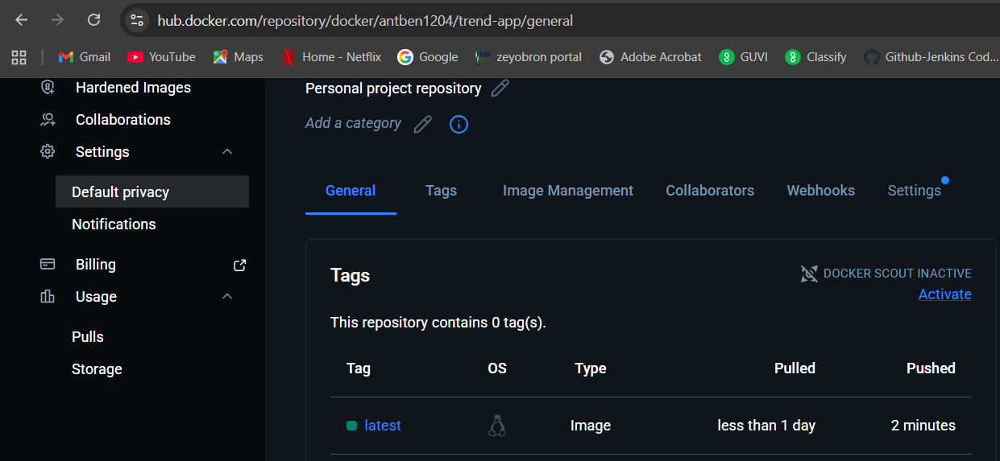 hub.docker.com/repository/docker/antben1204/trend-app/general
Gmail YouTube Maps Home - Netflix Google zeyobron portal Adobe Acrobat GUVI Classify Github-Jenkins Cod...
Hardened Images
Collaborations
Settings
Default privacy
Notifications
Billing
Usage
Pulls
Storage
Personal project repository
Add a category
General Tags Image Management Collaborators Webhooks Settings
Tags
DOCKER SCOUT INACTIVE
Activate
This repository contains 0 tag(s).
Tag OS Type Pulled Pushed
latest Image less than 1 day 2 minutes